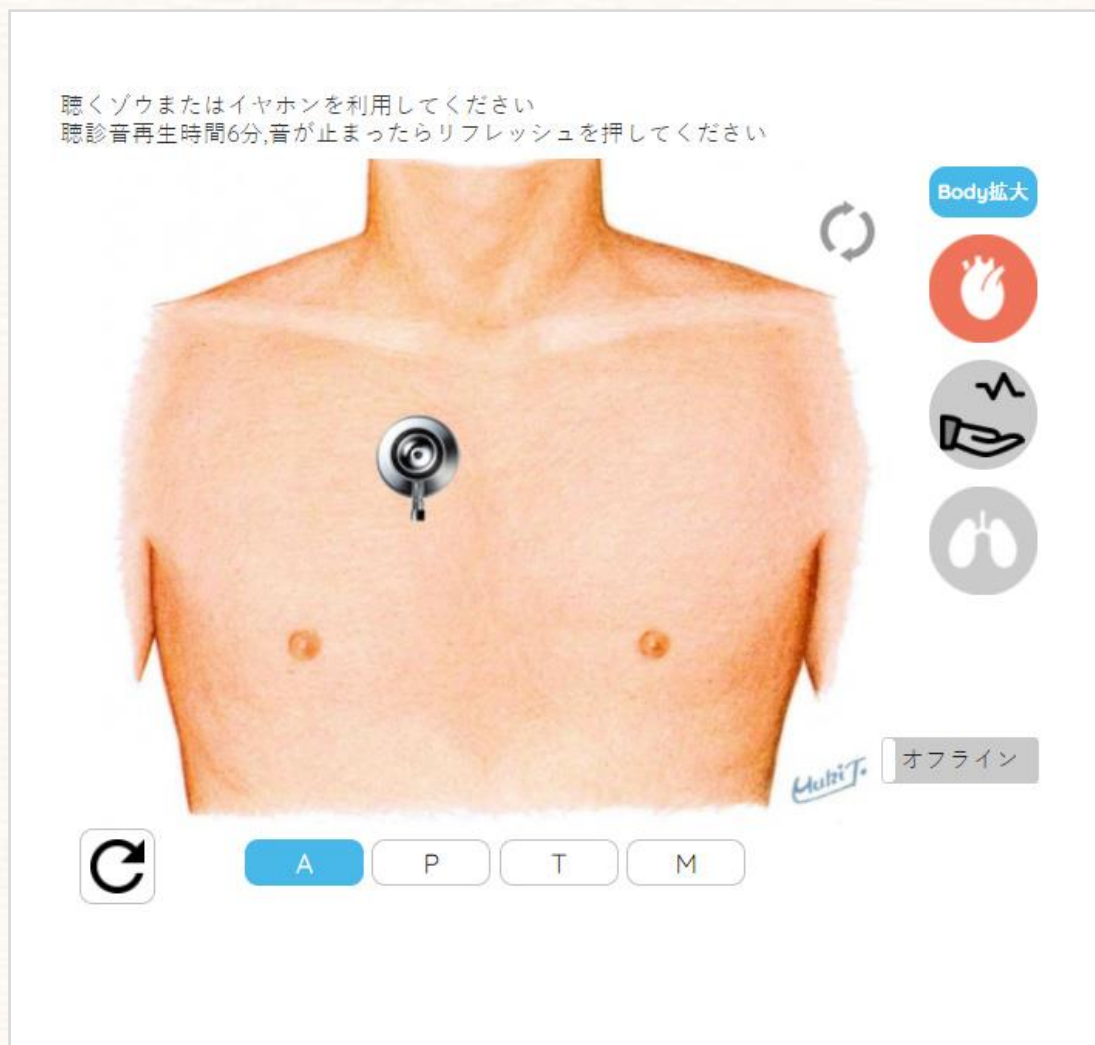 聴くゾウまたはイヤホンを利用してください
聴診音再生時間6分,音が止まったらリフレッシュを押してください
Body拡大
オフライン
YukiT.
A
P
T
M